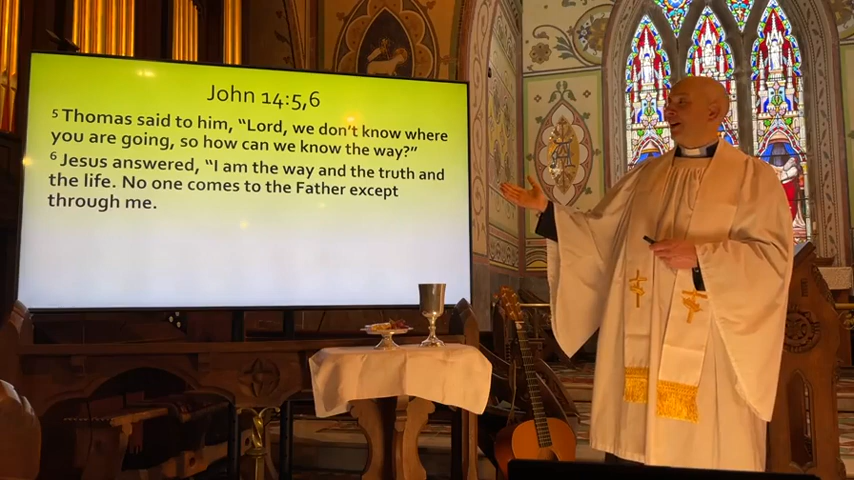 John 14:5,6
5 Thomas said to him, “Lord, we don’t know where
you are going, so how can we know the way?”
6 Jesus answered, “I am the way and the truth and
the life. No one comes to the Father except
through me.